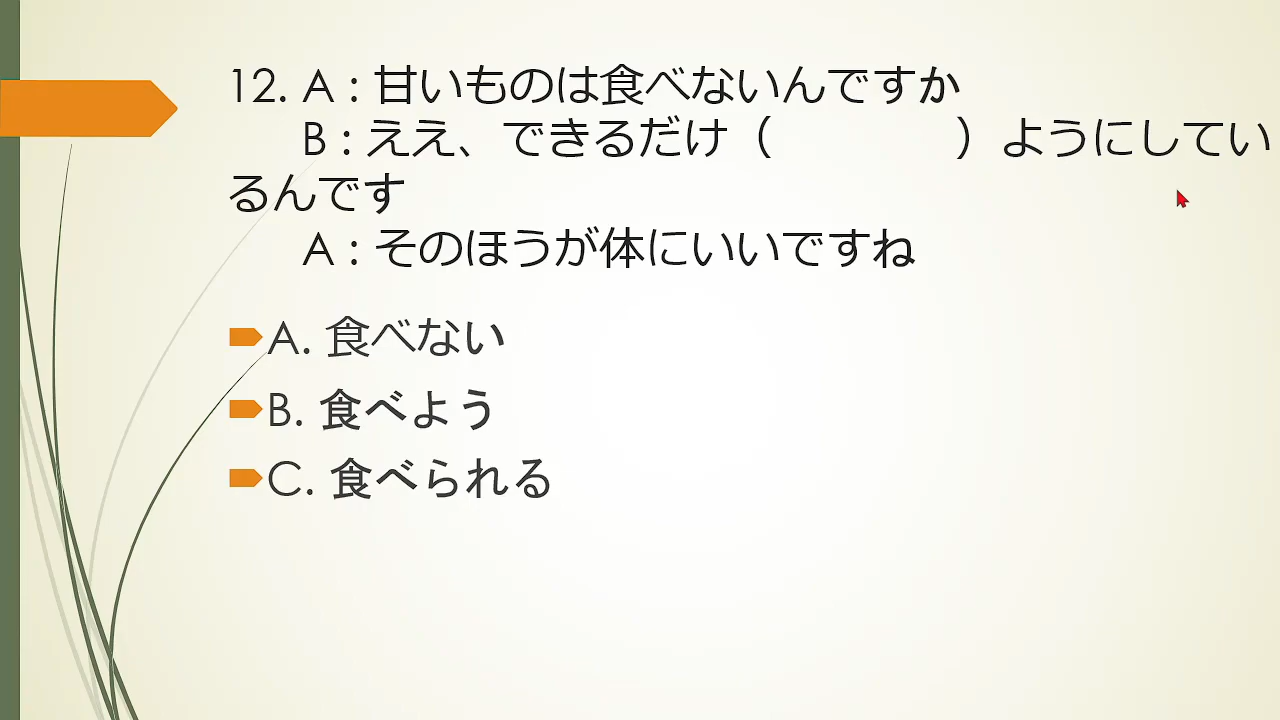 12. A : 甘いものは食べないんですか
B : ええ、できるだけ（　　　　）ようにしてい
るんです
A : そのほうが体にいいですね
A. 食べない
B. 食べよう
C. 食べられる